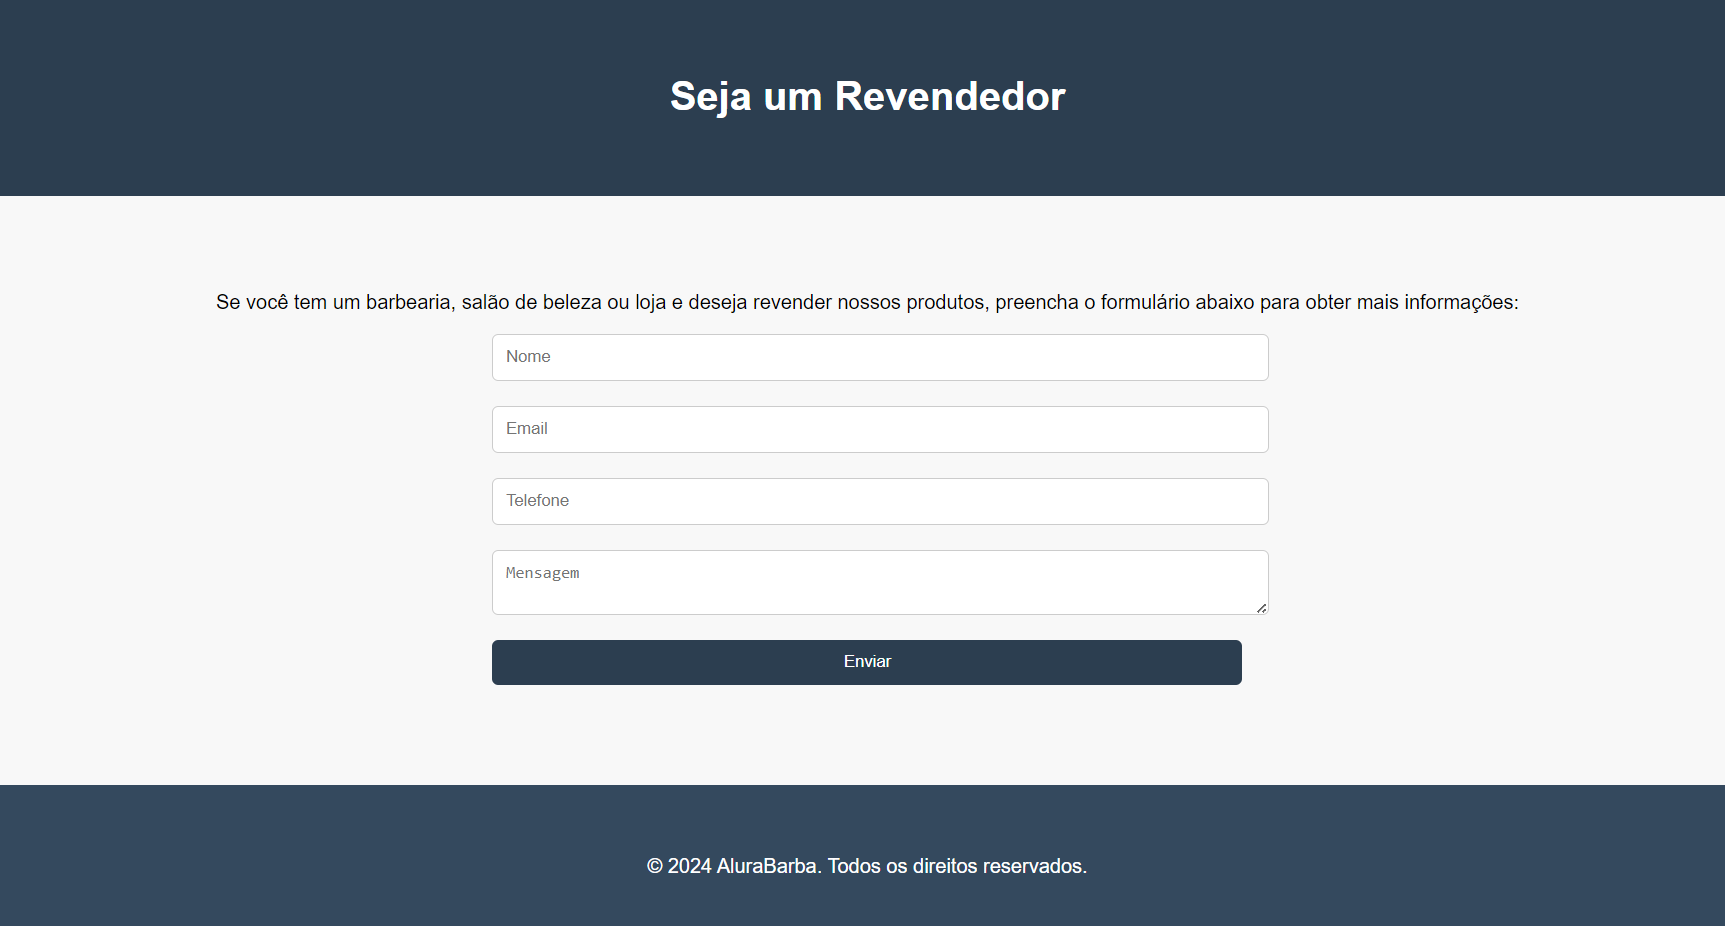 Seja um Revendedor
Se você tem um barbearia, salão de beleza ou loja e deseja revender nossos produtos, preencha o formulário abaixo para obter mais informações:
Nome
Email
Telefone
Mensagem
Enviar
© 2024 AluraBarba. Todos os direitos reservados.